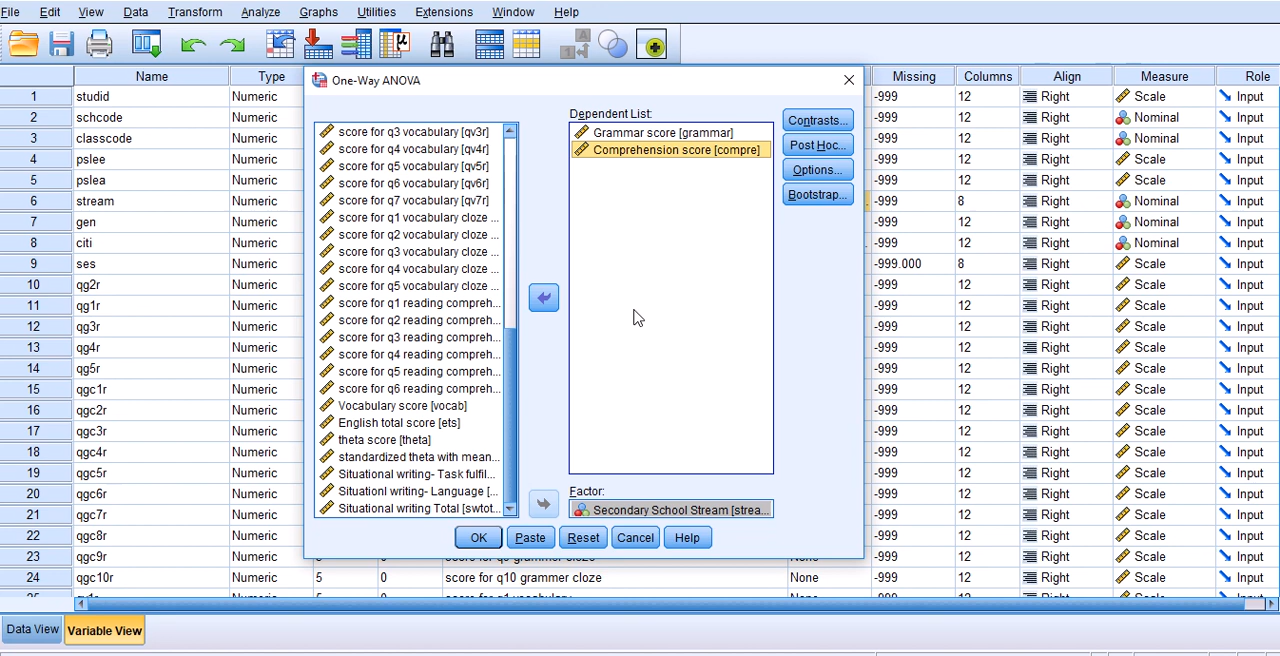 File Edit View Data Transform Analyze Graphs Utilities Extensions Window Help
Name Type Missing Columns Align Measure Role
One-Way ANOVA
1 studid Numeric -999 12 Right Scale Input
2 schcode Numeric -999 12 Right Nominal Input
3 classcode Numeric -999 12 Right Nominal Input
4 pslee Numeric -999 12 Right Scale Input
5 pslea Numeric -999 12 Right Scale Input
6 stream Numeric 8 Right Nominal Input
7 gen Numeric -999 12 Right Nominal Input
8 citi Numeric -999 12 Right Nominal Input
9 ses Numeric -999.000 8 Right Scale Input
10 qg2r Numeric -999 12 Right Scale Input
11 qg1r Numeric -999 12 Right Scale Input
12 qg3r Numeric -999 12 Right Scale Input
13 qg4r Numeric -999 12 Right Scale Input
14 qg5r Numeric -999 12 Right Scale Input
15 qgc1r Numeric -999 12 Right Scale Input
16 qgc2r Numeric -999 12 Right Scale Input
17 qgc3r Numeric -999 12 Right Scale Input
18 qgc4r Numeric -999 12 Right Scale Input
19 qgc5r Numeric -999 12 Right Scale Input
20 qgc6r Numeric -999 12 Right Scale Input
21 qgc7r Numeric -999 12 Right Scale Input
22 qgc8r Numeric -999 12 Right Scale Input
23 qgc9r Numeric 5 0 score for q9 grammer cloze None -999 12 Right Scale Input
24 qgc10r Numeric 5 0 score for q10 grammer cloze None -999 12 Right Scale Input
score for q3 vocabulary [qv3r]
score for q4 vocabulary [qv4r]
score for q5 vocabulary [qv5r]
score for q6 vocabulary [qv6r]
score for q7 vocabulary [qv7r]
score for q1 vocabulary cloze ...
score for q2 vocabulary cloze ...
score for q3 vocabulary cloze ...
score for q4 vocabulary cloze ...
score for q5 vocabulary cloze ...
score for q1 reading compreh...
score for q2 reading compreh...
score for q3 reading compreh...
score for q4 reading compreh...
score for q5 reading compreh...
score for q6 reading compreh...
Vocabulary score [vocab]
English total score [ets]
theta score [theta]
standardized theta with mean...
Situational writing- Task fulfil...
Situationl writing- Language [...
Situational writing Total [swtot...
Dependent List:
Grammar score [grammar]
Comprehension score [compre]
Factor:
Secondary School Stream [strea...
Contrasts...
Post Hoc...
Options...
Bootstrap...
OK Paste Reset Cancel Help
Data View Variable View